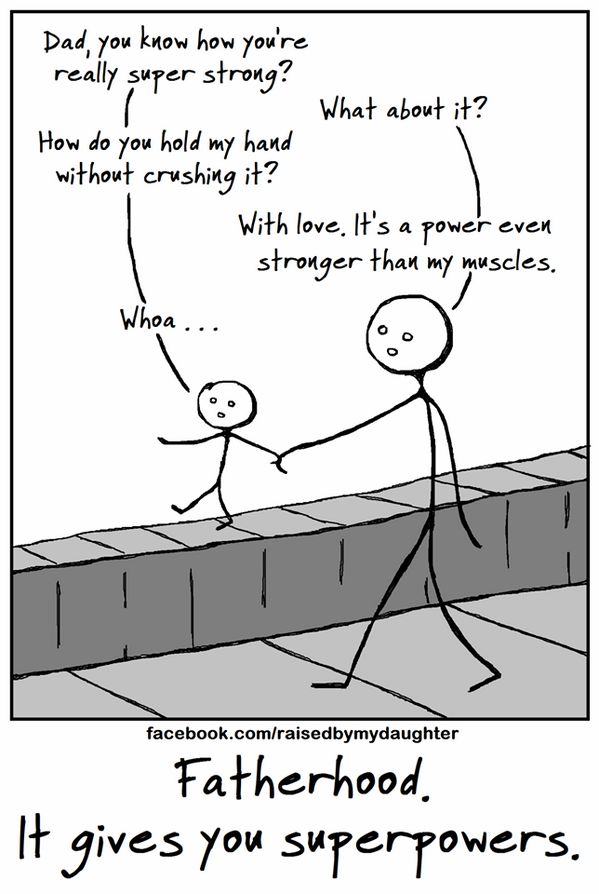 Dad, you know how you're
really super strong?
What about it?
How do you hold my hand
without crushing it?
With love. It's a power even
stronger than my muscles.
Whoa . . .
facebook.com/raisedbymydaughter
Fatherhood.
It gives you superpowers.